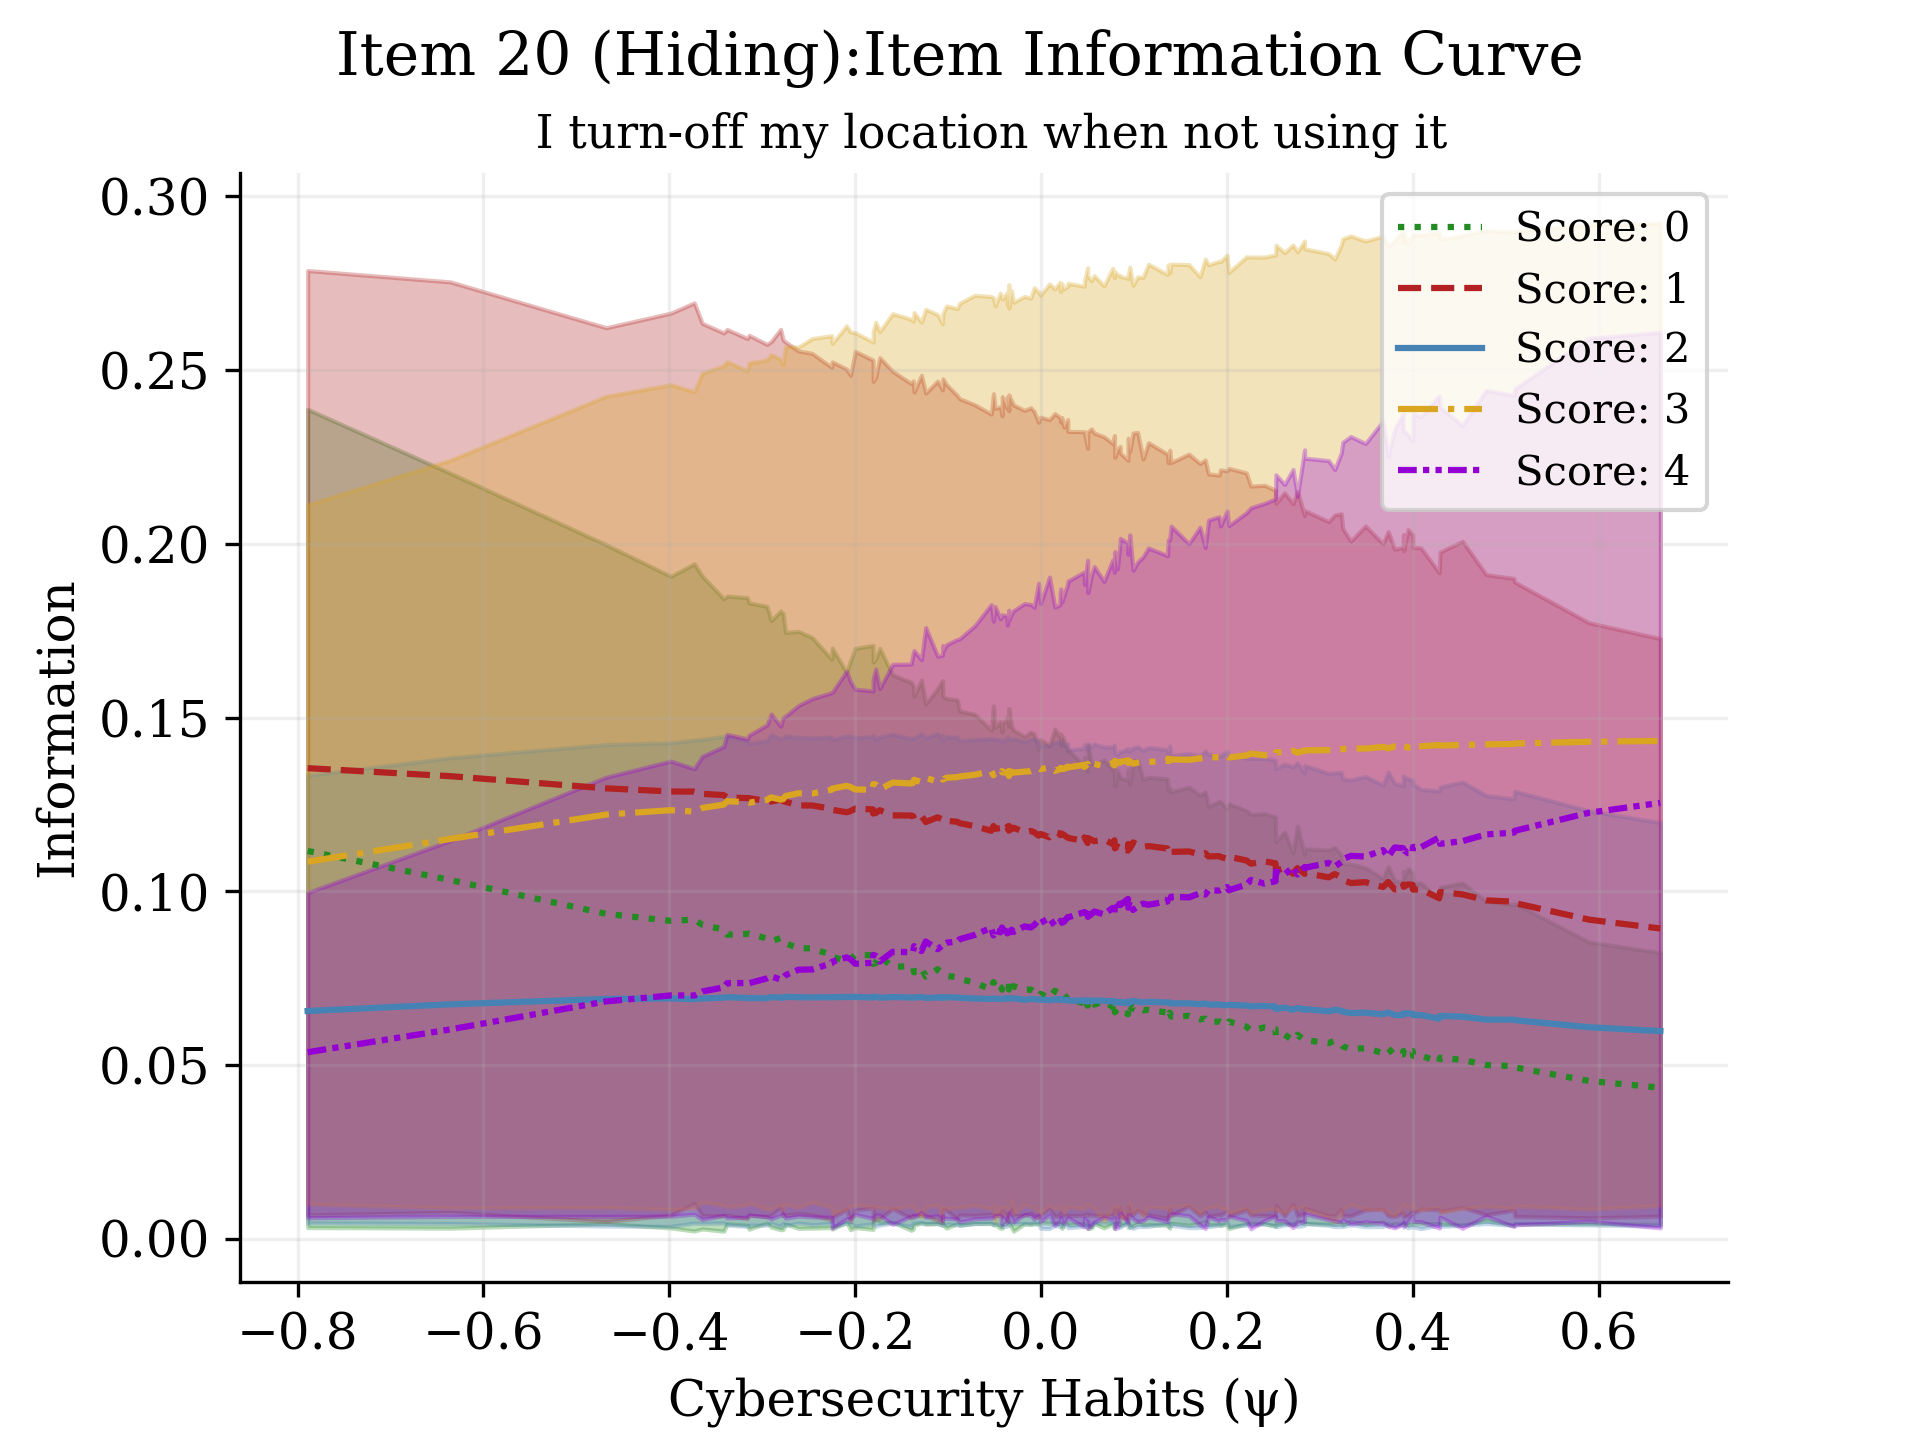 Item 20 (Hiding):Item Information Curve
I turn-off my location when not using it
0.30
0.25
0.20
0.15
0.10
0.05
0.00
Information
−0.8 −0.6 −0.4 −0.2 0.0 0.2 0.4 0.6
Cybersecurity Habits (ψ)
Score: 0
Score: 1
Score: 2
Score: 3
Score: 4